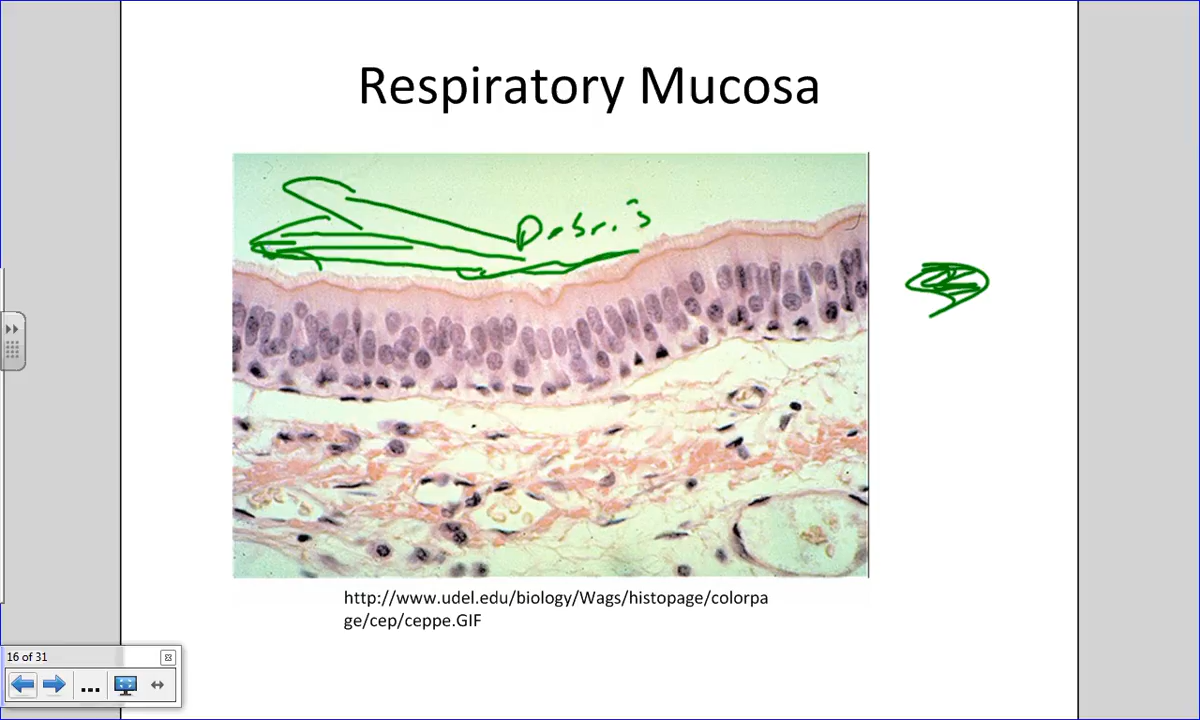 Respiratory Mucosa
Debris
http://www.udel.edu/biology/Wags/histopage/colorpa
ge/cep/ceppe.GIF
16 of 31
...